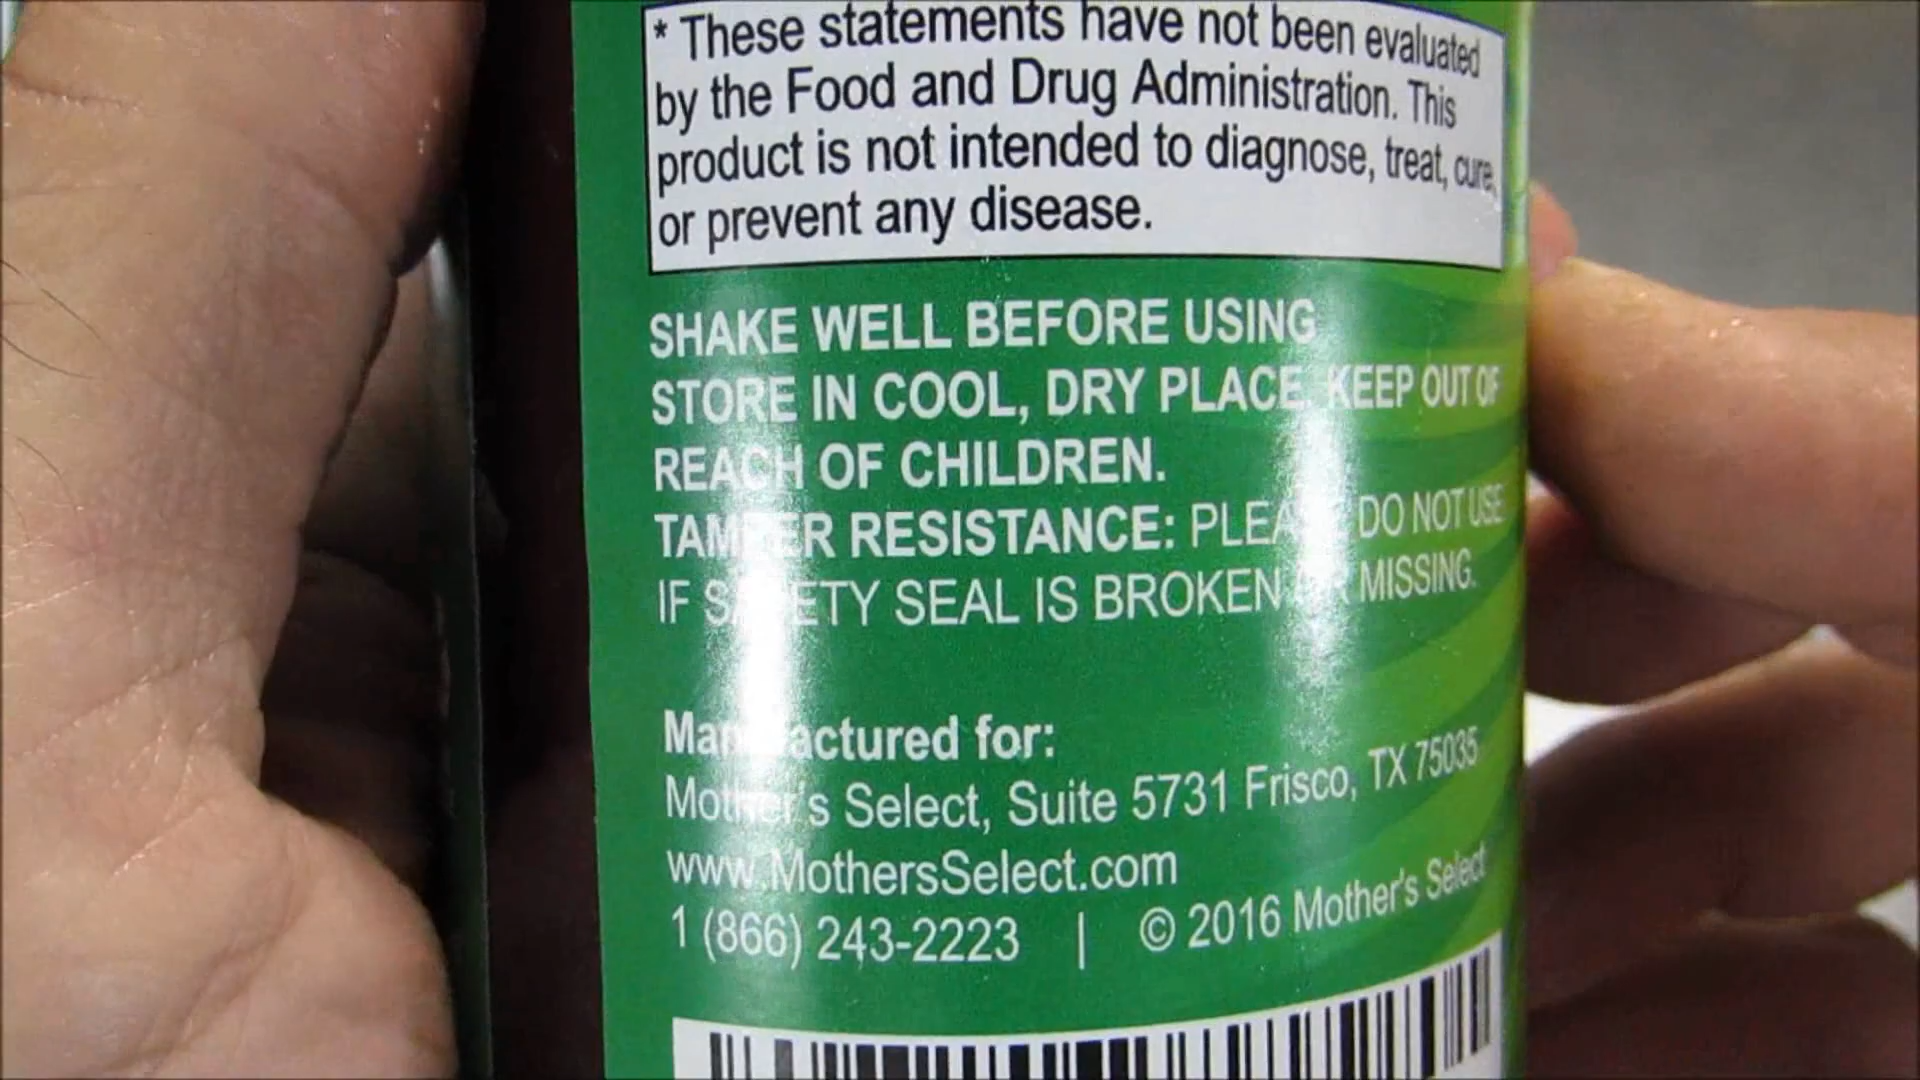 * These statements have not been evaluated
by the Food and Drug Administration. This
product is not intended to diagnose, treat, cure,
or prevent any disease.
SHAKE WELL BEFORE USING
STORE IN COOL, DRY PLACE. KEEP OUT OF
REACH OF CHILDREN.
TAMPER RESISTANCE: PLEASE DO NOT USE
IF SAFETY SEAL IS BROKEN OR MISSING.
Manufactured for:
Mother's Select, Suite 5731 Frisco, TX 75035
www.MothersSelect.com
1 (866) 243-2223 | © 2016 Mother's Select